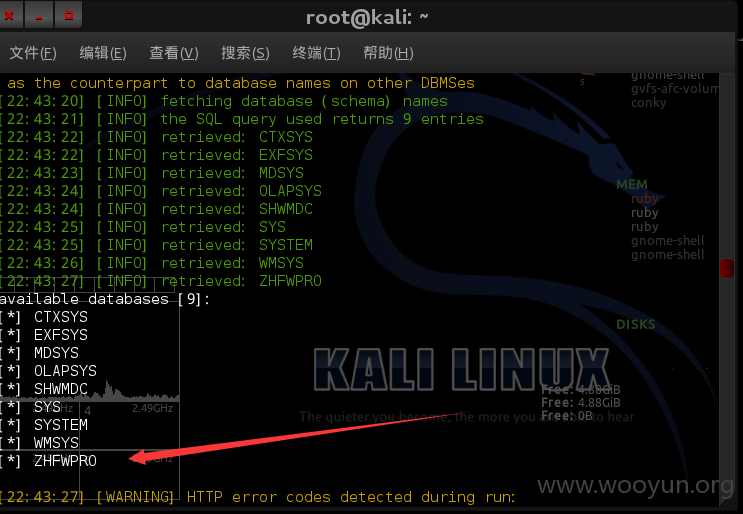 root@kali: ~
文件(F) 编辑(E) 查看(V) 搜索(S) 终端(T) 帮助(H)
as the counterpart to database names on other DBMSes
[22:43:20] [INFO] fetching database (schema) names
[22:43:21] [INFO] the SQL query used returns 9 entries
[22:43:22] [INFO] retrieved: CTXSYS
[22:43:22] [INFO] retrieved: EXFSYS
[22:43:23] [INFO] retrieved: MDSYS
[22:43:24] [INFO] retrieved: OLAPSYS
[22:43:24] [INFO] retrieved: SHWMDC
[22:43:25] [INFO] retrieved: SYS
[22:43:25] [INFO] retrieved: SYSTEM
[22:43:26] [INFO] retrieved: WMSYS
[22:43:27] [INFO] retrieved: ZHFWPRO
available databases [9]:
[*] CTXSYS
[*] EXFSYS
[*] MDSYS
[*] OLAPSYS
[*] SHWMDC
[*] SYS
[*] SYSTEM
[*] WMSYS
[*] ZHFWPRO
[22:43:27] [WARNING] HTTP error codes detected during run:
gnome-shell
gvfs-afc-volum
conky
MEM
ruby
ruby
ruby
gnome-shell
gnome-shell
DISKS
KALI LINUX
Free: 4.88GiB
Free: 4.88GiB
Free: 0B
The quieter you become, the more you are able to hear.
4 2.49GHz
www.wooyun.org